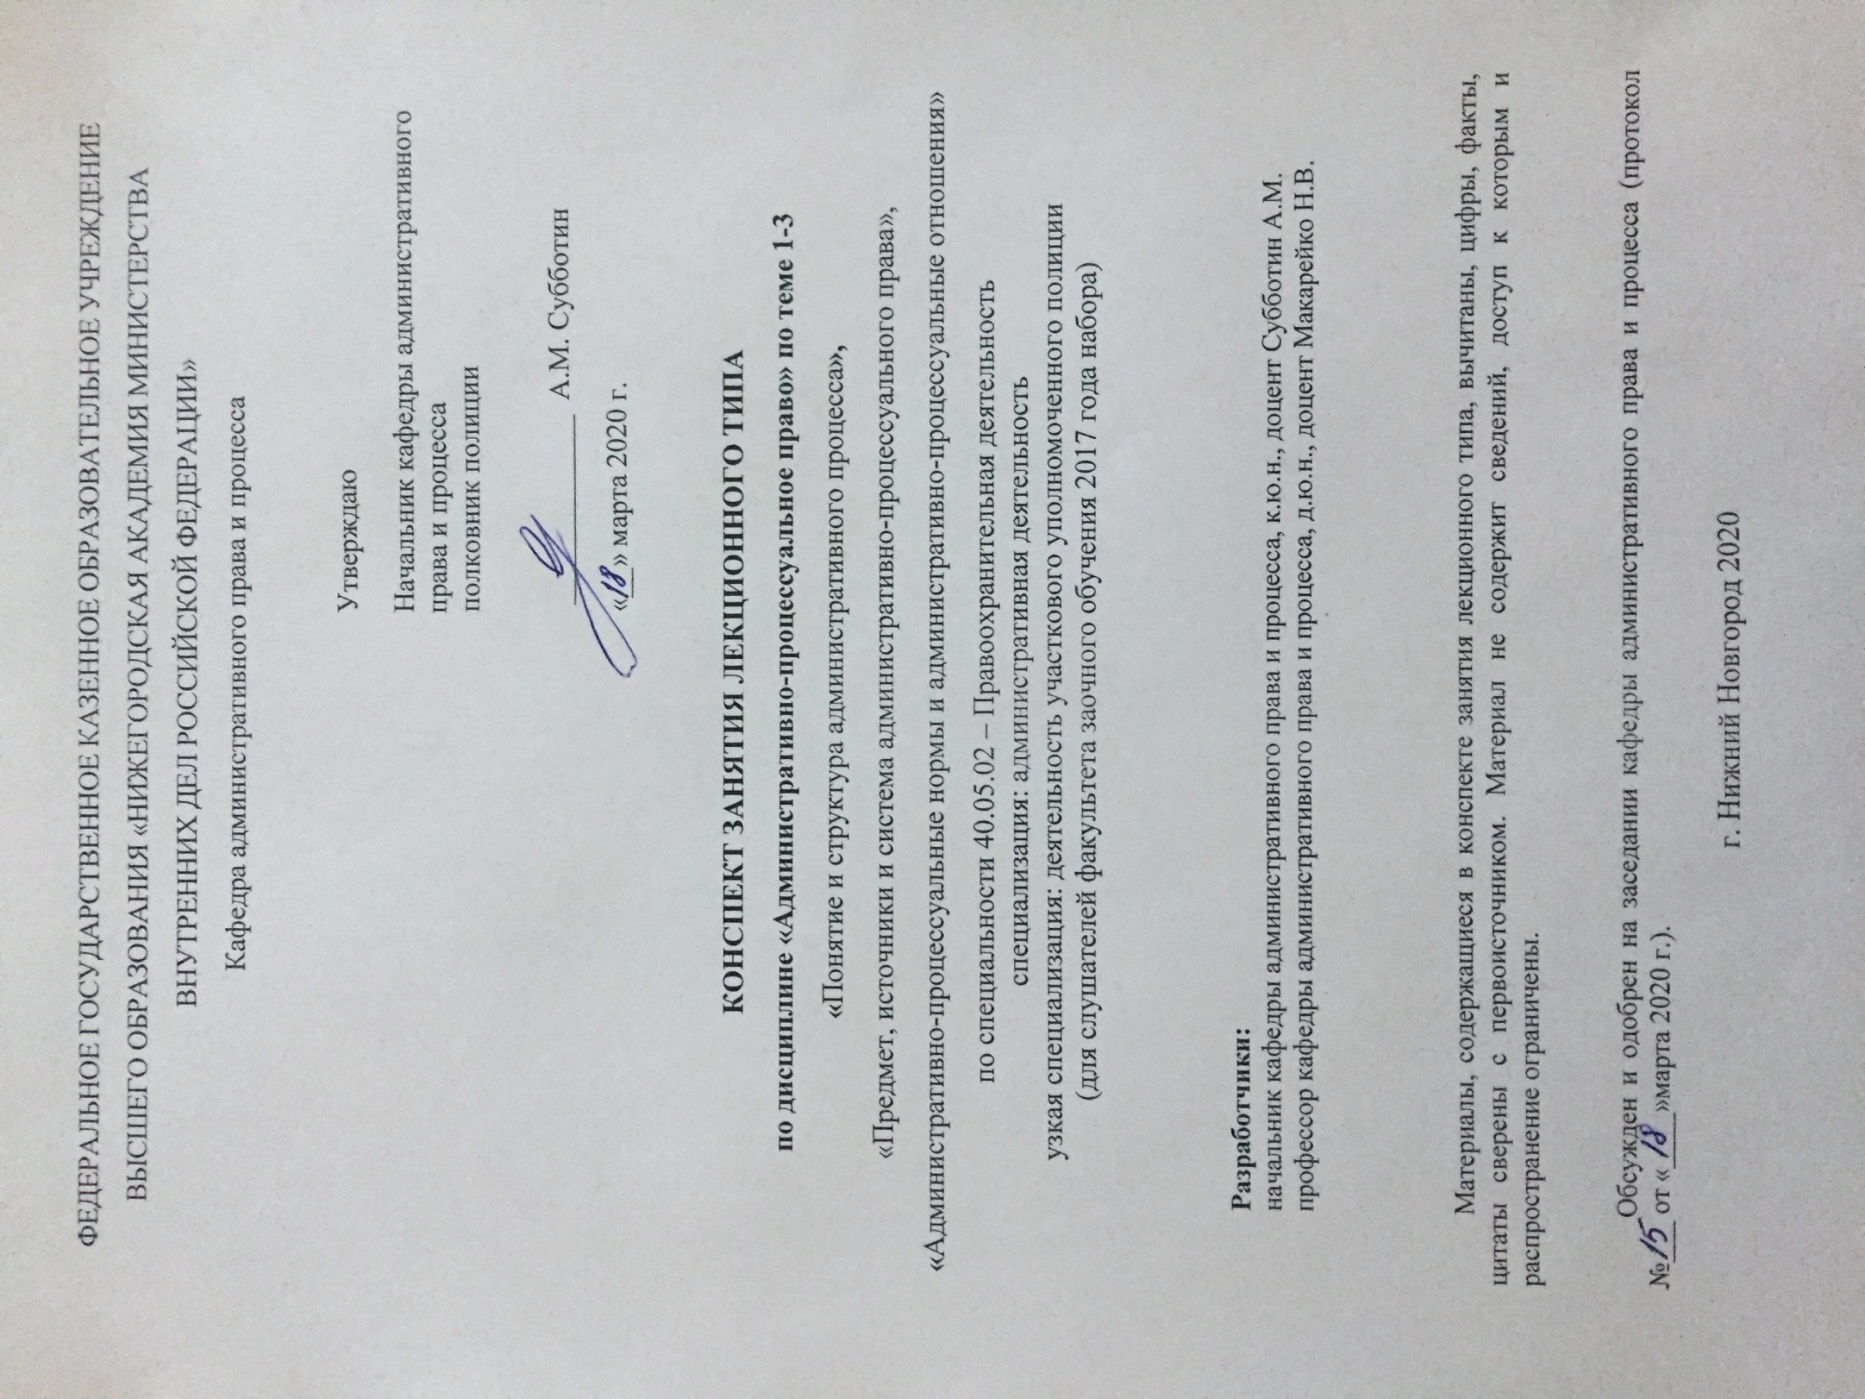 ФЕДЕРАЛЬНОЕ ГОСУДАРСТВЕННОЕ КАЗЕННОЕ ОБРАЗОВАТЕЛЬНОЕ УЧРЕЖДЕНИЕ
ВЫСШЕГО ОБРАЗОВАНИЯ «НИЖЕГОРОДСКАЯ АКАДЕМИЯ МИНИСТЕРСТВА
ВНУТРЕННИХ ДЕЛ РОССИЙСКОЙ ФЕДЕРАЦИИ»
Кафедра административного права и процесса
Утверждаю
Начальник кафедры административного
права и процесса
полковник полиции
А.М. Субботин
«18» марта 2020 г.
КОНСПЕКТ ЗАНЯТИЯ ЛЕКЦИОННОГО ТИПА
по дисциплине «Административно-процессуальное право» по теме 1-3
«Понятие и структура административного процесса»,
«Предмет, источники и система административно-процессуального права»,
«Административно-процессуальные нормы и административно-процессуальные отношения»
по специальности 40.05.02 – Правоохранительная деятельность
специализация: административная деятельность
узкая специализация: деятельность участкового уполномоченного полиции
(для слушателей факультета заочного обучения 2017 года набора)
Разработчики:
начальник кафедры административного права и процесса, к.ю.н., доцент Субботин А.М.
профессор кафедры административного права и процесса, д.ю.н., доцент Макарейко Н.В.
Материалы, содержащиеся в конспекте занятия лекционного типа, вычитаны, цифры, факты,
цитаты сверены с первоисточником. Материал не содержит сведений, доступ к которым и
распространение ограничены.
Обсужден и одобрен на заседании кафедры административного права и процесса (протокол
№ 15 от « 18 »марта 2020 г.).
г. Нижний Новгород 2020